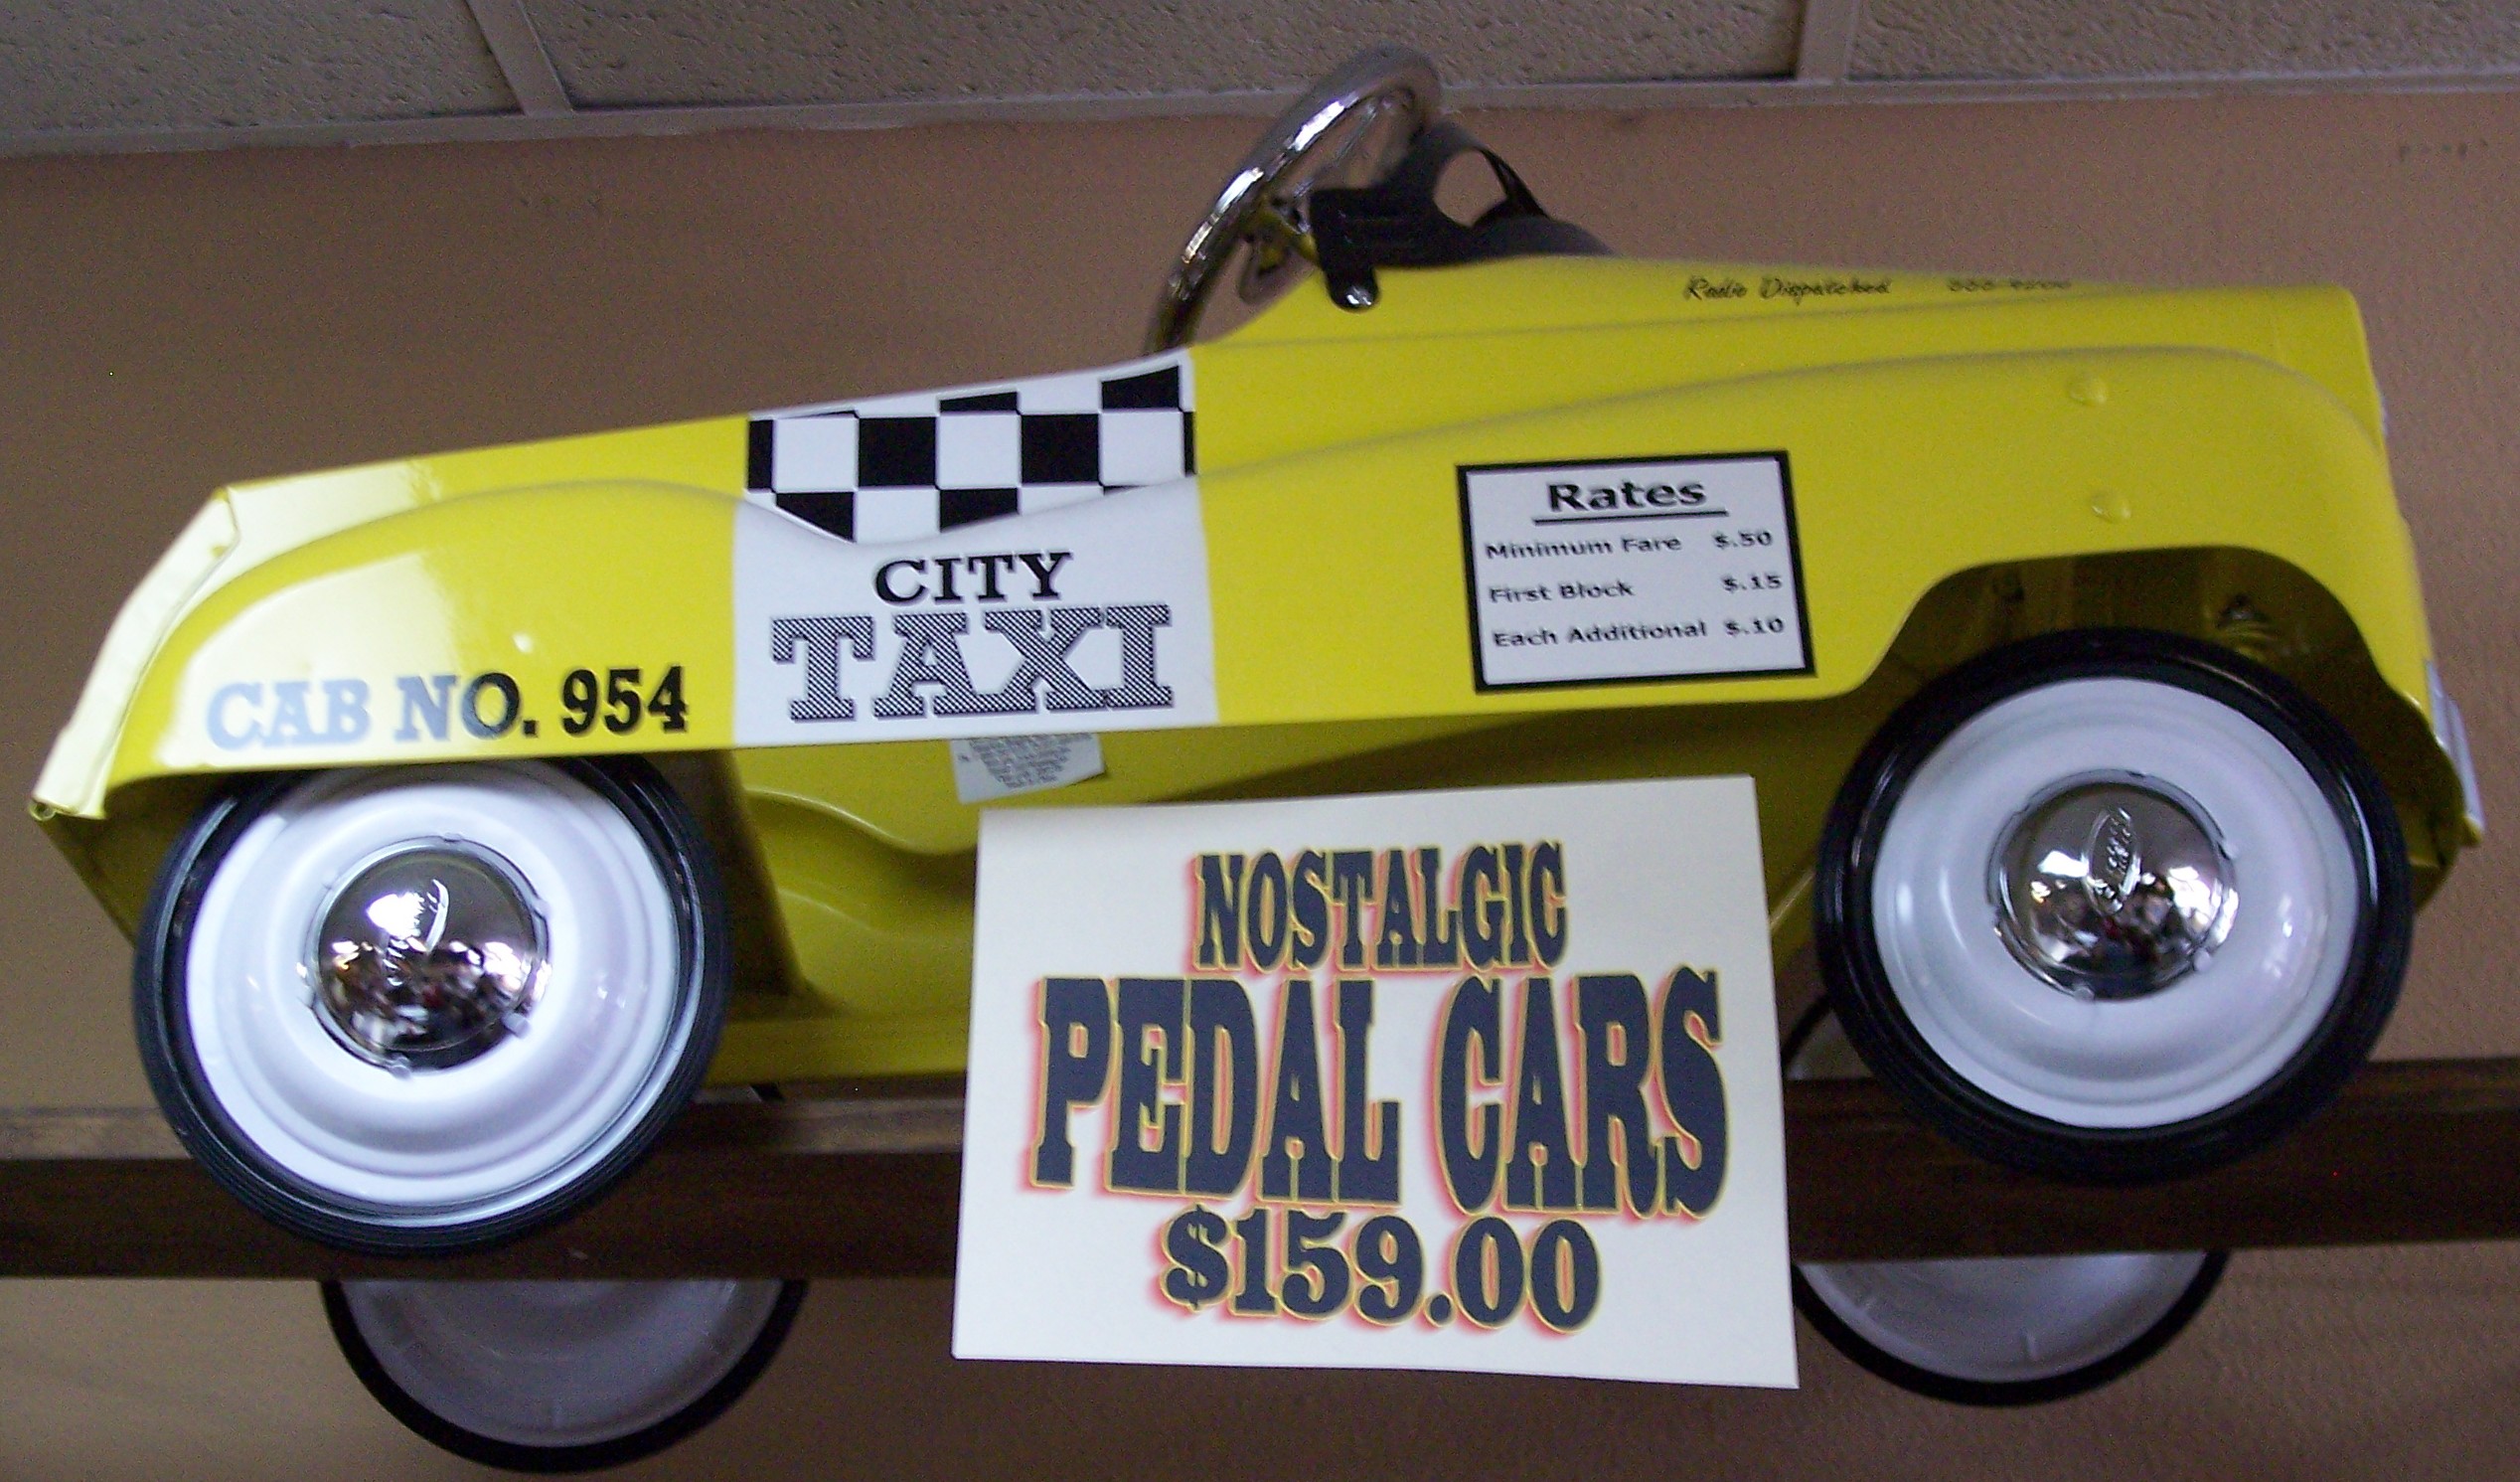 Radio Dispatched
CITY
TAXI
CAB NO. 954
Rates
Minimum Fare $.50
First Block $.15
Each Additional $.10
NOSTALGIC
PEDAL CARS
$159.00